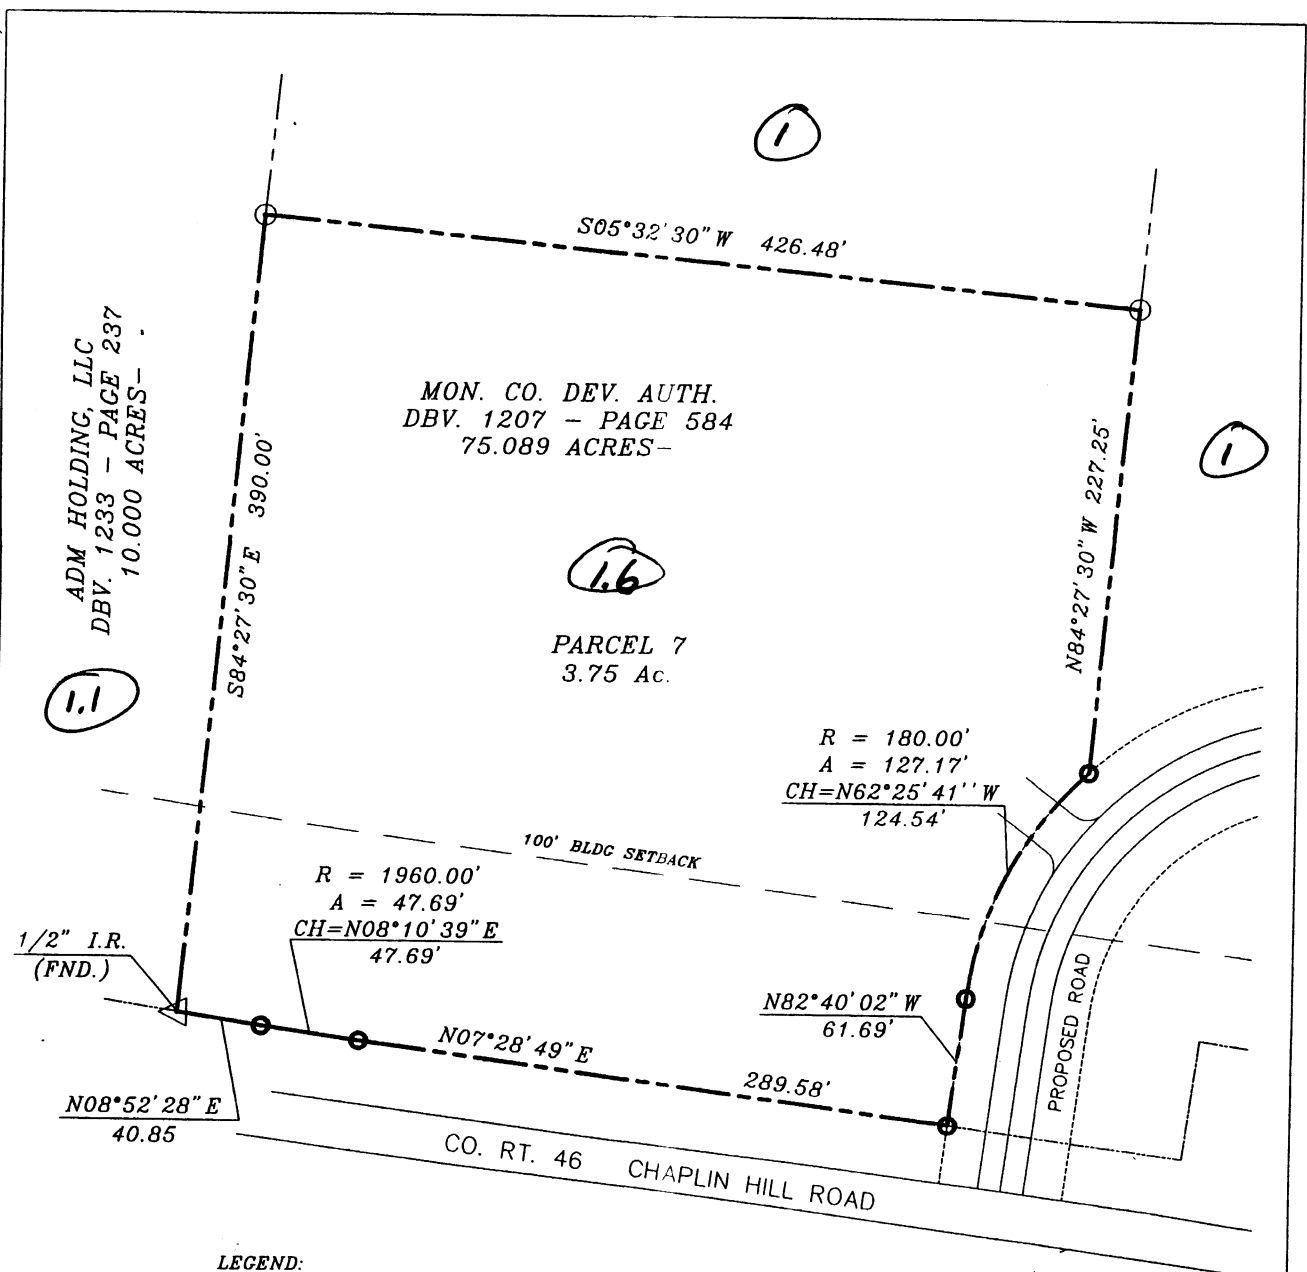 1
S05°32'30"W 426.48'
ADM HOLDING, LLC
DBV. 1233 - PAGE 237
10.000 ACRES-
MON. CO. DEV. AUTH.
DBV. 1207 - PAGE 584
75.089 ACRES-
S84°27'30"E 390.00'
N84°27'30"W 227.25'
1
1.6
PARCEL 7
3.75 Ac.
1.1
R = 180.00'
A = 127.17'
CH=N62°25'41''W
124.54'
100' BLDG SETBACK
R = 1960.00'
A = 47.69'
CH=N08°10'39"E
47.69'
1/2" I.R.
(FND.)
N82°40'02"W
61.69'
PROPOSED ROAD
N07°28'49"E 289.58'
N08°52'28"E
40.85
CO. RT. 46 CHAPLIN HILL ROAD
LEGEND: